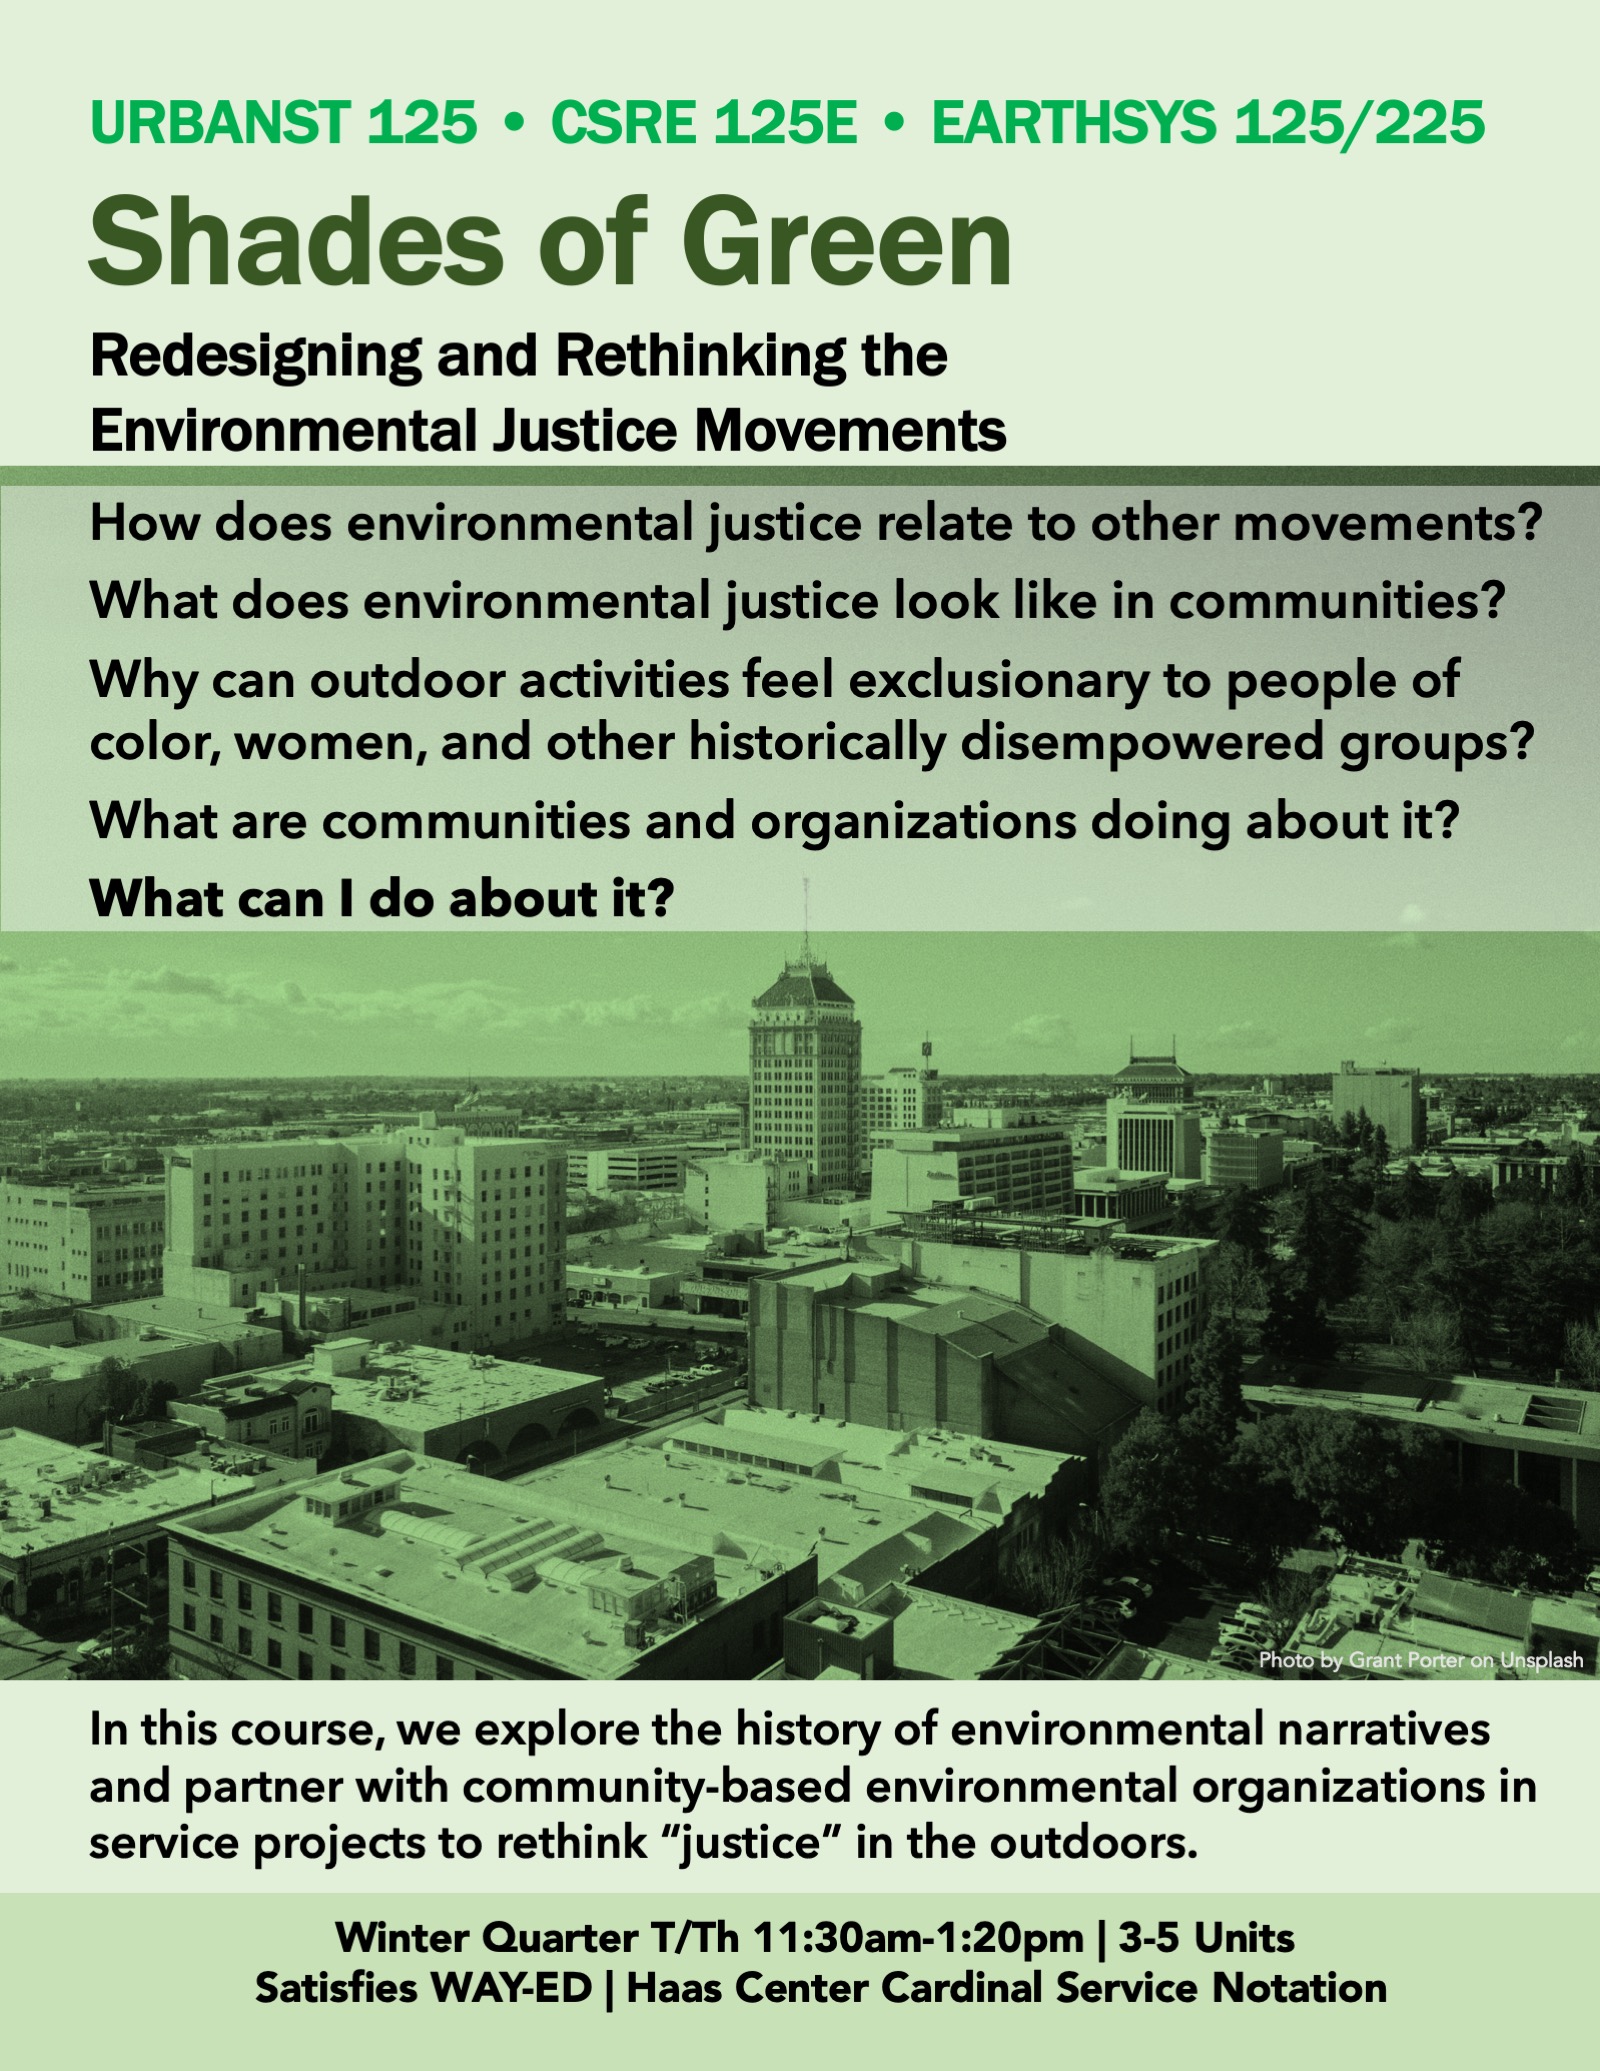 URBANST 125 • CSRE 125E • EARTHSYS 125/225
Shades of Green
Redesigning and Rethinking the
Environmental Justice Movements
How does environmental justice relate to other movements?
What does environmental justice look like in communities?
Why can outdoor activities feel exclusionary to people of
color, women, and other historically disempowered groups?
What are communities and organizations doing about it?
What can I do about it?
Photo by Grant Porter on Unsplash
In this course, we explore the history of environmental narratives
and partner with community-based environmental organizations in
service projects to rethink “justice” in the outdoors.
Winter Quarter T/Th 11:30am-1:20pm | 3-5 Units
Satisfies WAY-ED | Haas Center Cardinal Service Notation